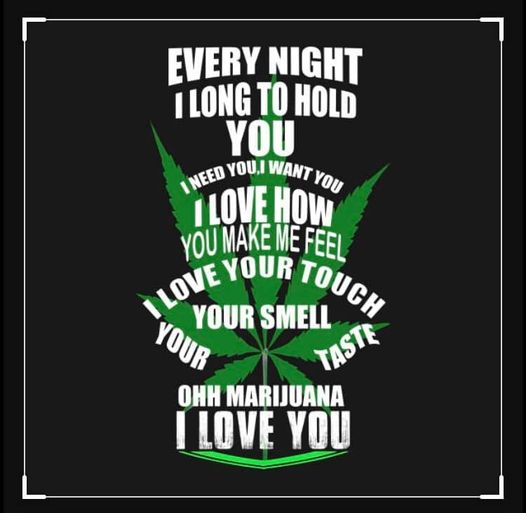 EVERY NIGHT
I LONG TO HOLD
YOU
I NEED YOU,I WANT YOU
I LOVE HOW
YOU MAKE ME FEEL
I LOVE YOUR TOUCH
YOUR SMELL
YOUR TASTE
OHH MARIJUANA
I LOVE YOU